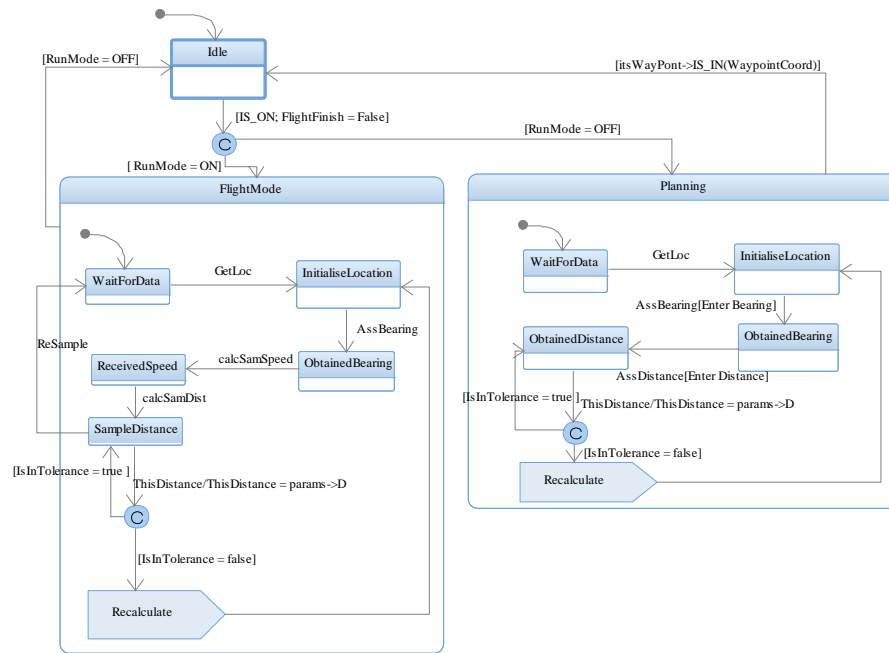 Idle
[RunMode = OFF]
[itsWayPont->IS_IN(WaypointCoord)]
[IS_ON; FlightFinish = False]
C
[RunMode = OFF]
[ RunMode = ON]
FlightMode
WaitForData
GetLoc
InitialiseLocation
AssBearing
ReSample
ReceivedSpeed
calcSamSpeed
ObtainedBearing
calcSamDist
SampleDistance
[IsInTolerance = true ]
ThisDistance/ThisDistance = params->D
C
[IsInTolerance = false]
Recalculate
Planning
WaitForData
GetLoc
InitialiseLocation
AssBearing[Enter Bearing]
ObtainedDistance
ObtainedBearing
AssDistance[Enter Distance]
[IsInTolerance = true ]
ThisDistance/ThisDistance = params->D
C
[IsInTolerance = false]
Recalculate